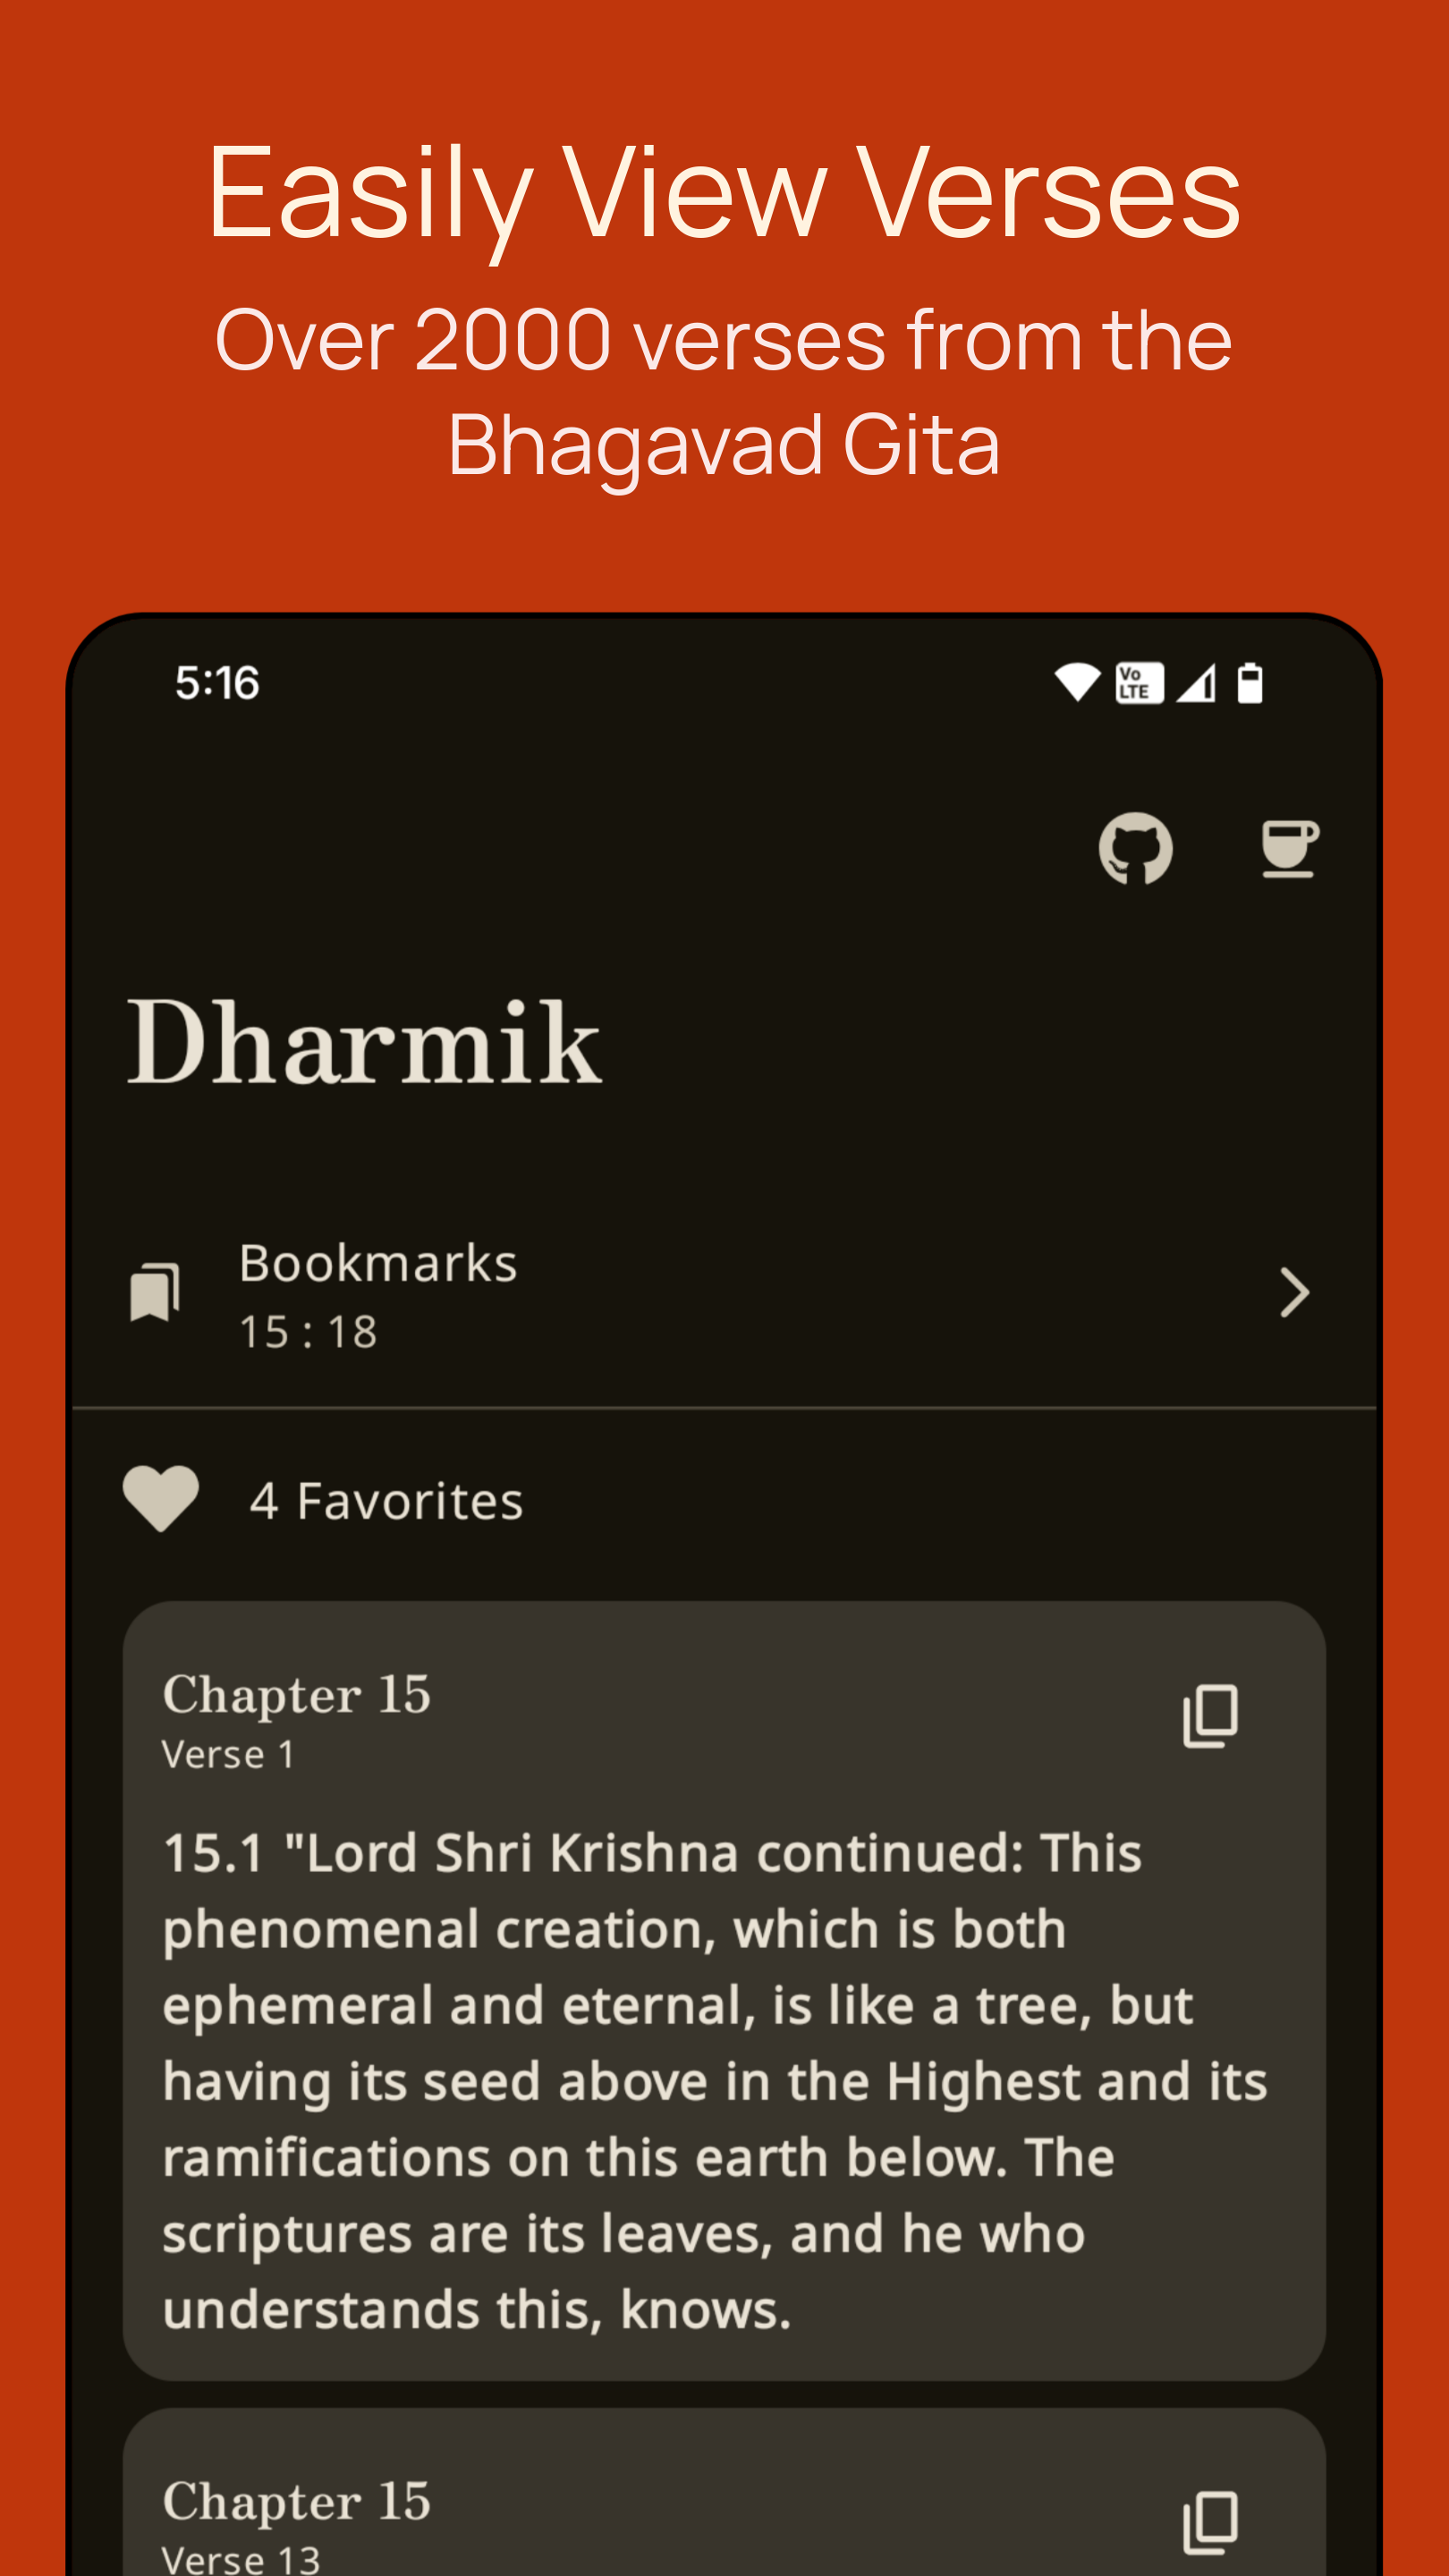 Easily View Verses
Over 2000 verses from the
Bhagavad Gita
5:16
Vo
LTE
Dharmik
Bookmarks
15 : 18
4 Favorites
Chapter 15
Verse 1
15.1 "Lord Shri Krishna continued: This
phenomenal creation, which is both
ephemeral and eternal, is like a tree, but
having its seed above in the Highest and its
ramifications on this earth below. The
scriptures are its leaves, and he who
understands this, knows.
Chapter 15
Verse 13